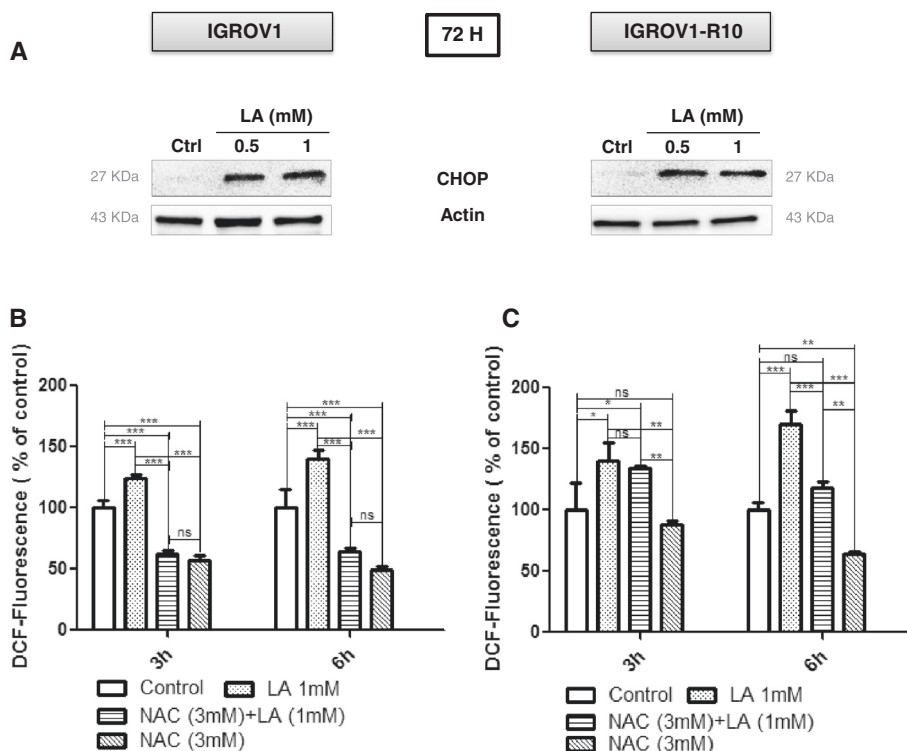 IGROV1
72 H
IGROV1-R10
A
LA (mM)
Ctrl
0.5
1
27 KDa
43 KDa
CHOP
Actin
LA (mM)
Ctrl
0.5
1
27 KDa
43 KDa
B
DCF-Fluorescence ( % of control)
200
150
100
50
0
***
***
***
***
***
ns
***
***
***
***
***
ns
3h
6h
Control
LA 1mM
NAC (3mM)+LA (1mM)
NAC (3mM)
C
DCF-Fluorescence ( % of control)
200
150
100
50
0
ns
*
*
**
ns
**
**
ns
***
***
***
**
3h
6h
Control
LA 1mM
NAC (3mM)+LA (1mM)
NAC (3mM)